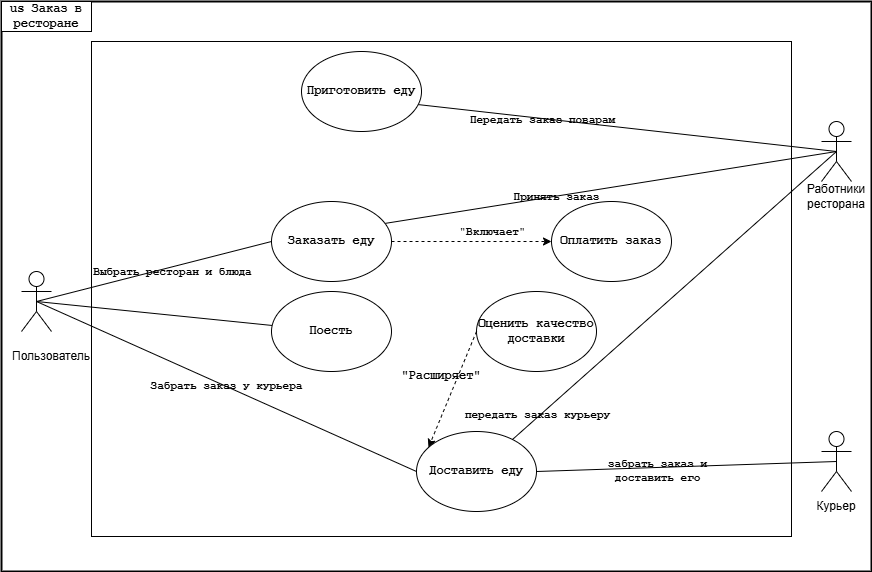 us Заказ в
ресторане
Приготовить еду
Передать заказ поварам
Работники
ресторана
Принять заказ
Заказать еду
"Включает"
Оплатить заказ
Выбрать ресторан и блюда
Пользователь
Поесть
Оценить качество
доставки
"Расширяет"
Забрать заказ у курьера
передать заказ курьеру
Доставить еду
забрать заказ и
доставить его
Курьер